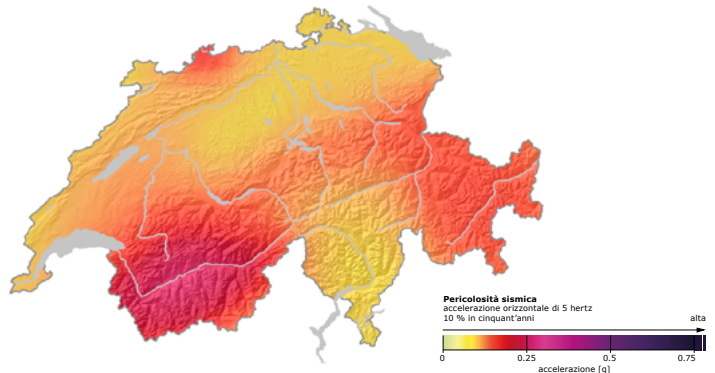 Pericolosità sismica
accelerazione orizzontale di 5 hertz
10 % in cinquant'anni
alta
0 0.25 0.5 0.75
accelerazione [g]